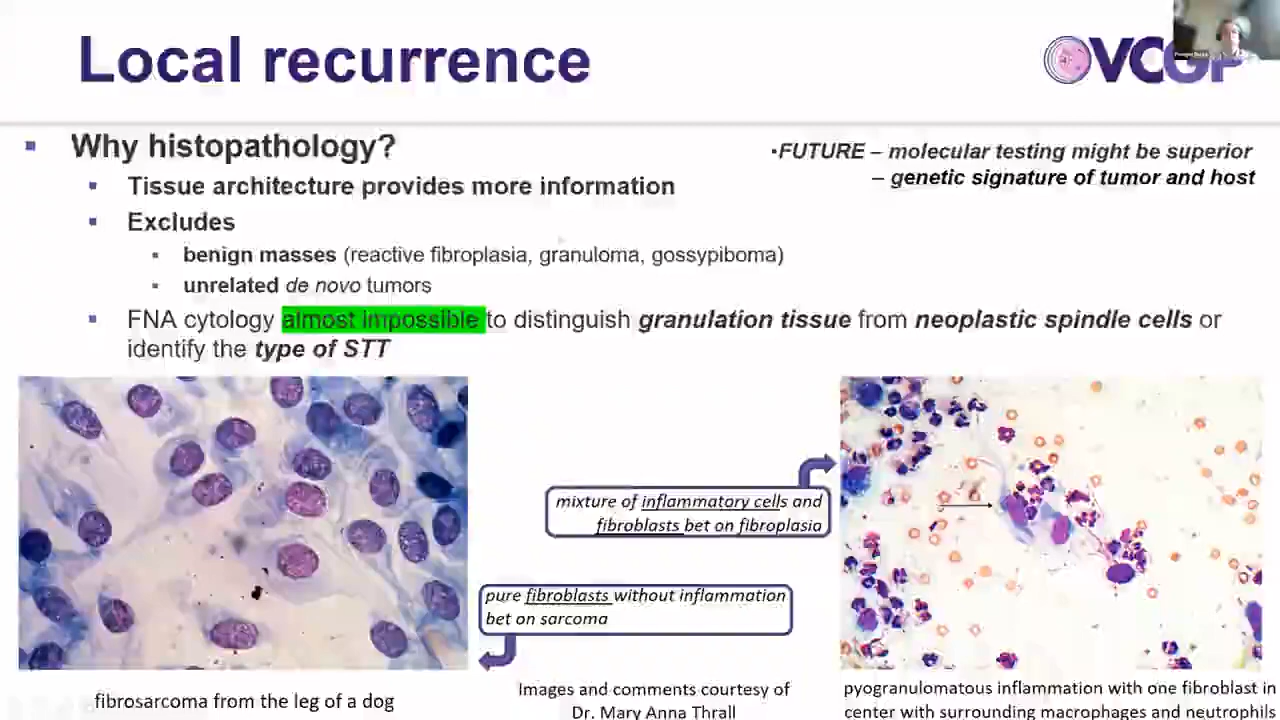 Local recurrence
VCGP
Why histopathology?
•FUTURE – molecular testing might be superior
– genetic signature of tumor and host
Tissue architecture provides more information
Excludes
benign masses (reactive fibroplasia, granuloma, gossypiboma)
unrelated de novo tumors
FNA cytology almost impossible to distinguish granulation tissue from neoplastic spindle cells or
identify the type of STT
mixture of inflammatory cells and
fibroblasts bet on fibroplasia
pure fibroblasts without inflammation
bet on sarcoma
fibrosarcoma from the leg of a dog
Images and comments courtesy of
Dr. Mary Anna Thrall
pyogranulomatous inflammation with one fibroblast in
center with surrounding macrophages and neutrophils